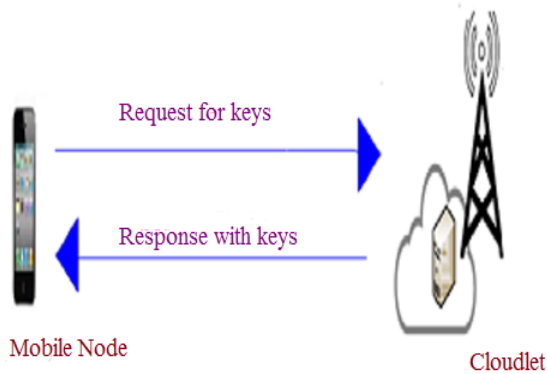 Request for keys
Response with keys
Mobile Node
Cloudlet